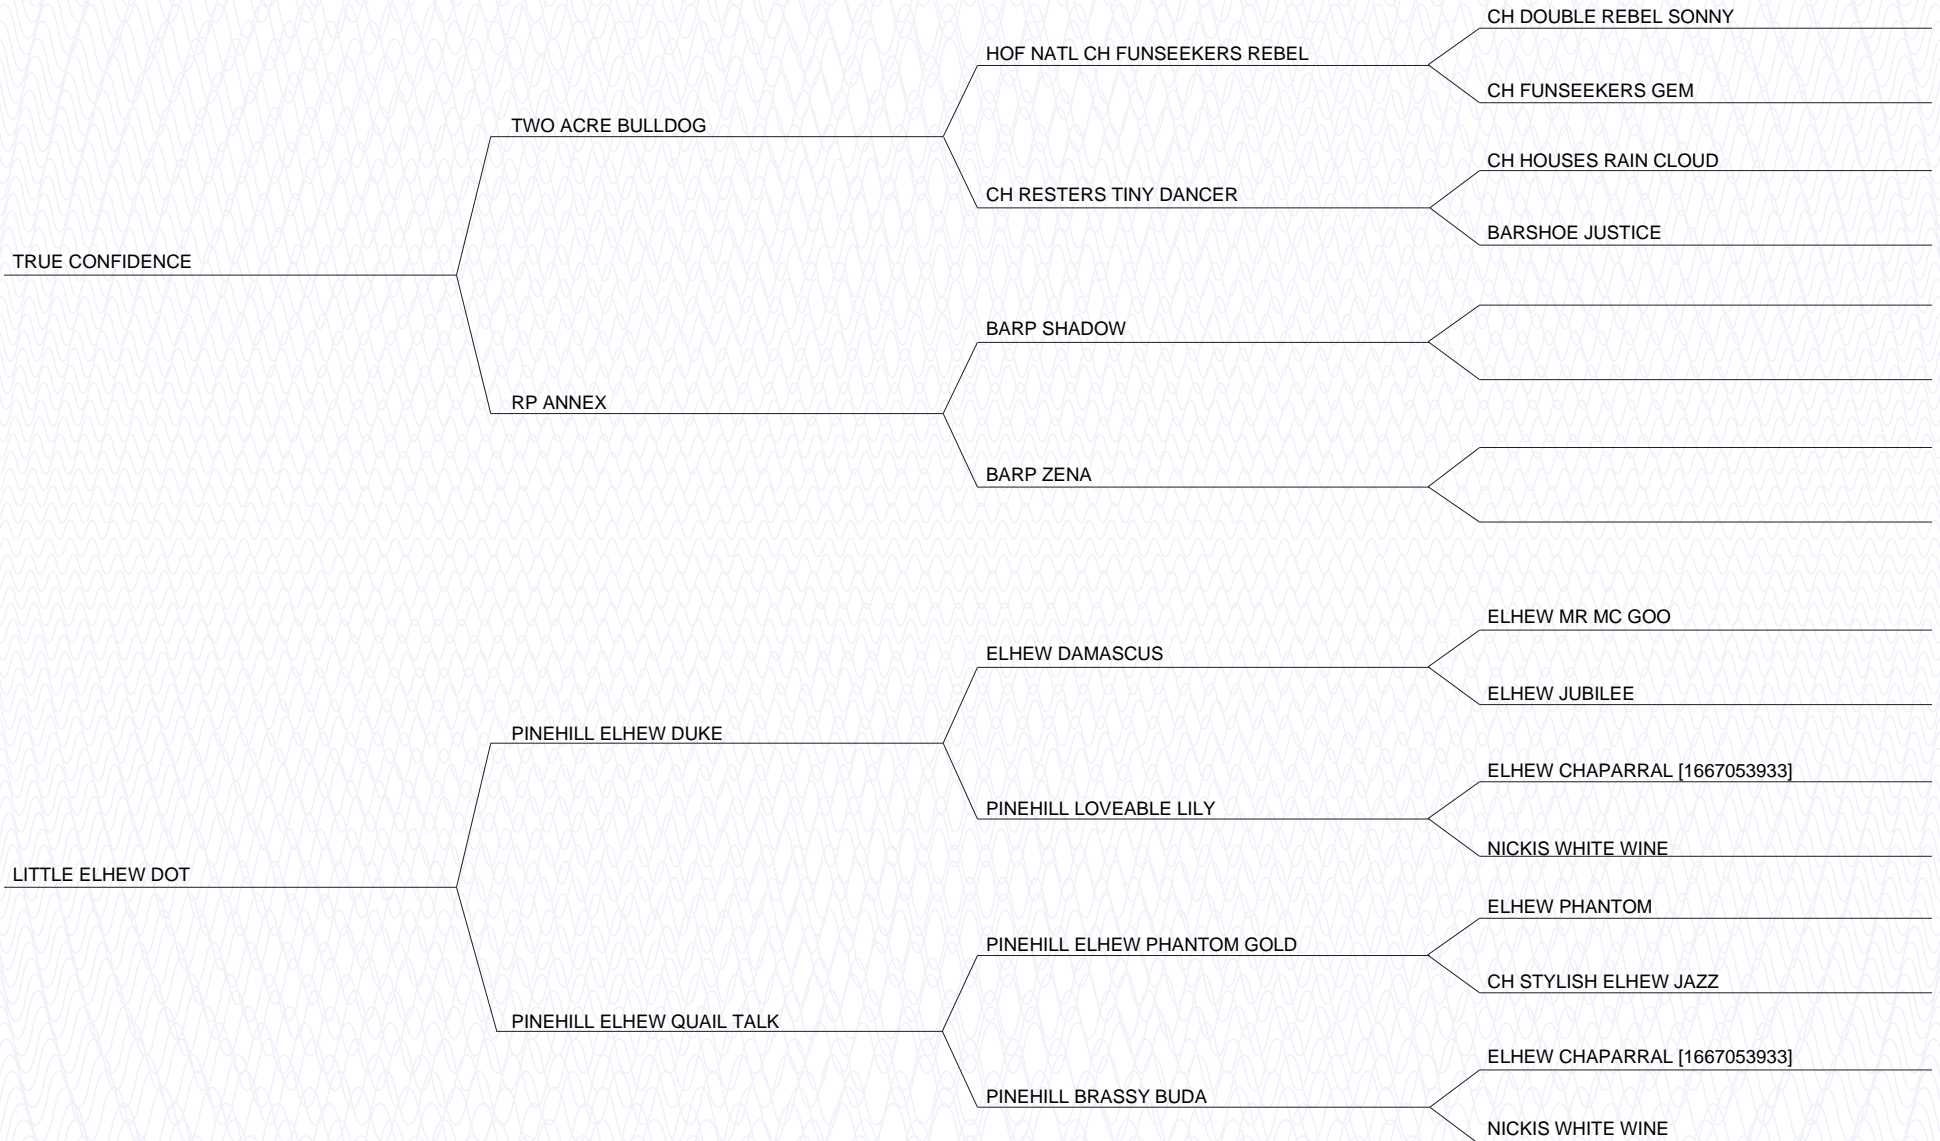 CH DOUBLE REBEL SONNY
HOF NATL CH FUNSEEKERS REBEL
CH FUNSEEKERS GEM
TWO ACRE BULLDOG
CH HOUSES RAIN CLOUD
CH RESTERS TINY DANCER
BARSHOE JUSTICE
TRUE CONFIDENCE
BARP SHADOW
RP ANNEX
BARP ZENA
ELHEW MR MC GOO
ELHEW DAMASCUS
ELHEW JUBILEE
PINEHILL ELHEW DUKE
ELHEW CHAPARRAL [1667053933]
PINEHILL LOVEABLE LILY
NICKIS WHITE WINE
LITTLE ELHEW DOT
ELHEW PHANTOM
PINEHILL ELHEW PHANTOM GOLD
CH STYLISH ELHEW JAZZ
PINEHILL ELHEW QUAIL TALK
ELHEW CHAPARRAL [1667053933]
PINEHILL BRASSY BUDA
NICKIS WHITE WINE